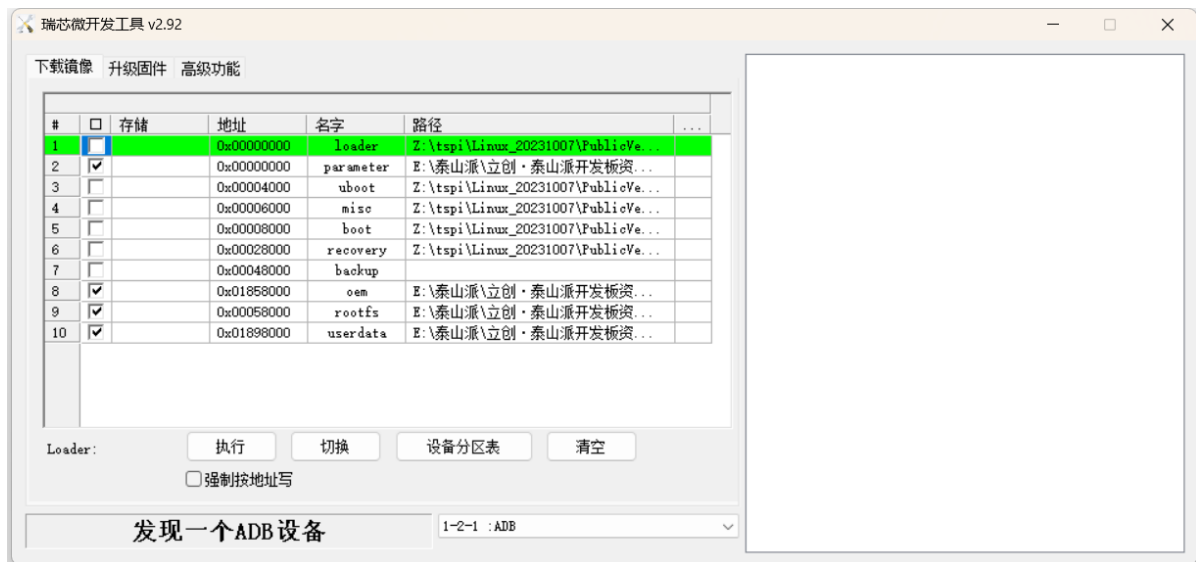 瑞芯微开发工具 v2.92
下载镜像 升级固件 高级功能
# 存储 地址 名字 路径 ...
1 0x00000000 loader Z:\tspi\Linux_20231007\PublicVe...
2 0x00000000 parameter E:\泰山派\立创·泰山派开发板资...
3 0x00004000 uboot Z:\tspi\Linux_20231007\PublicVe...
4 0x00006000 misc Z:\tspi\Linux_20231007\PublicVe...
5 0x00008000 boot Z:\tspi\Linux_20231007\PublicVe...
6 0x00028000 recovery Z:\tspi\Linux_20231007\PublicVe...
7 0x00048000 backup
8 0x01858000 oem E:\泰山派\立创·泰山派开发板资...
9 0x00058000 rootfs E:\泰山派\立创·泰山派开发板资...
10 0x01898000 userdata E:\泰山派\立创·泰山派开发板资...
Loader: 执行 切换 设备分区表 清空
强制按地址写
发现一个ADB设备 1-2-1 :ADB